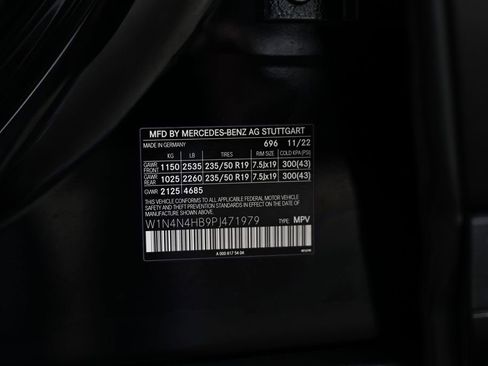 MFD BY MERCEDES-BENZ AG STUTTGART
MADE IN GERMANY 696 11/22
KG LB TIRES RIM SIZE COLD KPA (PSI)
GAWR FRONT 1150 2535 235/50 R19 7.5Jx19 300(43)
GAWR REAR 1025 2260 235/50 R19 7.5Jx19 300(43)
GVWR 2125 4685
THIS VEHICLE CONFORMS TO ALL APPLICABLE FEDERAL MOTOR VEHICLE
SAFETY AND THEFT PREVENTION STANDARDS IN EFFECT ON THE DATE OF
MANUFACTURE SHOWN ABOVE.
W1N4N4HB9PJ471979 TYPE: MPV
A 000 817 54 04